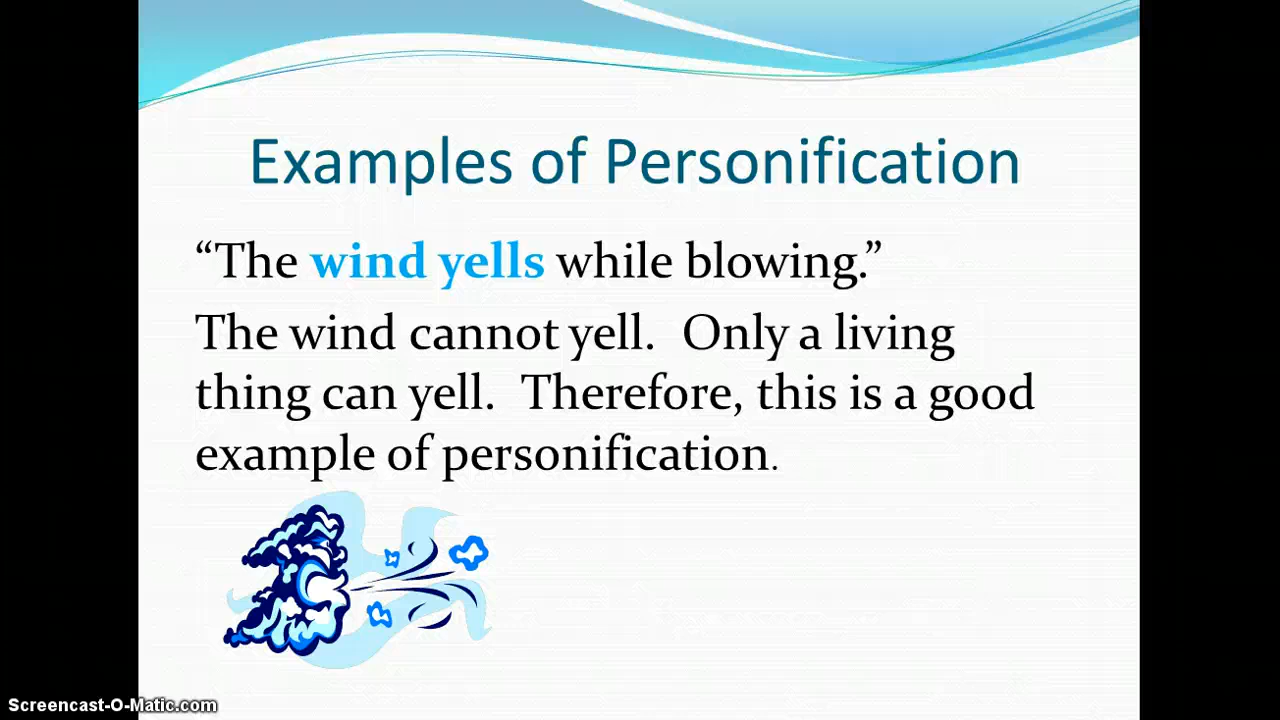 Examples of Personification
“The wind yells while blowing.”
The wind cannot yell.  Only a living
thing can yell.  Therefore, this is a good
example of personification.
Screencast-O-Matic.com